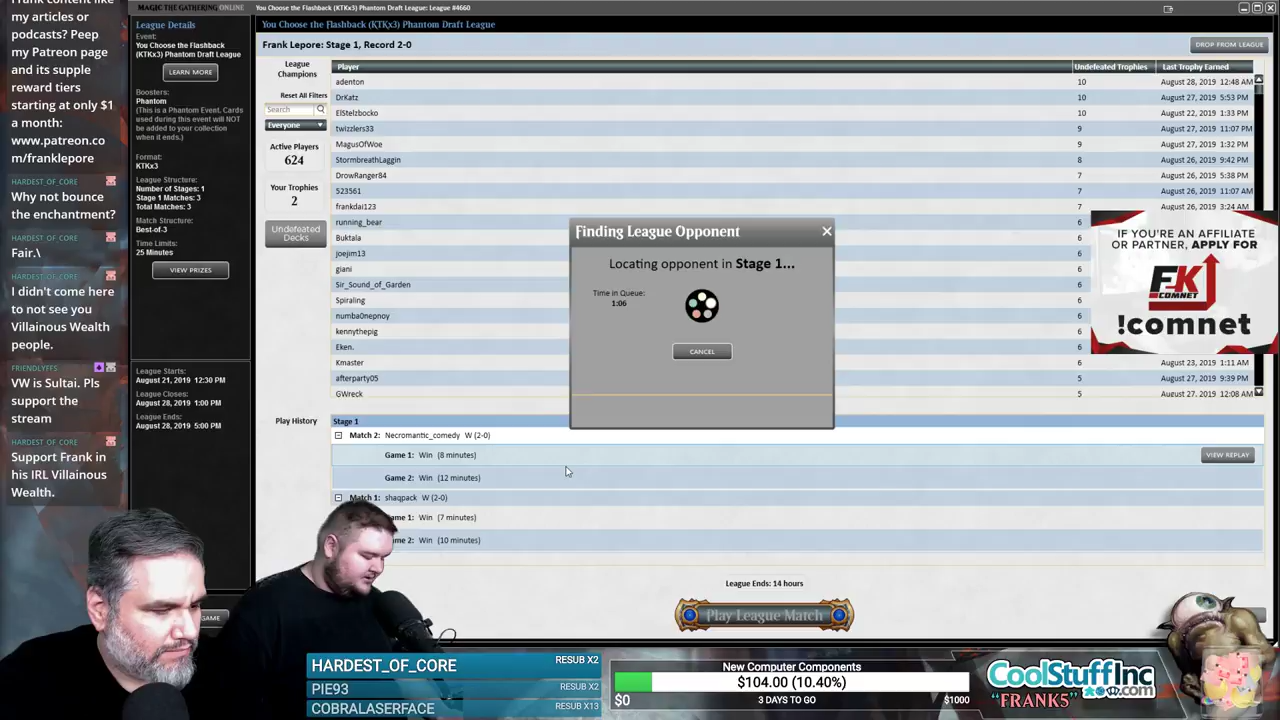 Frank content like
my articles or
podcasts? Peep
my Patreon page
and its supple
reward tiers
starting at only $1
a month:
www.patreon.co
m/franklepore
HARDEST_OF_CORE
Why not bounce
the enchantment?
HARDEST_OF_CORE
Fair.\
HARDEST_OF_CORE
I didn't come here
to not see you
Villainous Wealth
people.
FRIENDLYFFS
VW is Sultai. Pls
support the
stream
HARDEST_OF_CORE
Support Frank in
his IRL Villainous
Wealth.
MAGIC THE GATHERING ONLINE
You Choose the Flashback (KTKx3) Phantom Draft League: League #4660
League Details
Event:
You Choose the Flashback
(KTKx3) Phantom Draft League
LEARN MORE
Boosters:
Phantom
(This is a Phantom Event. Cards
used during this event will NOT
be added to your collection
when it ends.)
Format:
KTKx3
League Structure:
Number of Stages: 1
Stage 1 Matches: 3
Total Matches: 3
Match Structure:
Best-of-3
Time Limits:
25 Minutes
VIEW PRIZES
League Starts:
August 21, 2019 12:30 PM
League Closes:
August 28, 2019 1:00 PM
League Ends:
August 28, 2019 5:00 PM
GAME
You Choose the Flashback (KTKx3) Phantom Draft League
Frank Lepore: Stage 1, Record 2-0
DROP FROM LEAGUE
League
Champions
Reset All Filters
Search
Everyone
Active Players
624
Your Trophies
2
Undefeated
Decks
Player Undefeated Trophies Last Trophy Earned
adenton 10 August 28, 2019 12:48 AM
DrKatz 10 August 27, 2019 5:53 PM
ElStelzbocko 10 August 22, 2019 1:33 PM
twizzlers33 9 August 27, 2019 11:07 PM
MagusOfWoe 9 August 27, 2019 1:32 PM
StormbreathLaggin 8 August 26, 2019 9:42 PM
DrowRanger84 7 August 26, 2019 5:38 PM
523561 7 August 26, 2019 11:07 AM
frankdai123 7 August 26, 2019 3:24 AM
running_bear 6
Buktala 6
joejim13 6
giani 6
Sir_Sound_of_Garden 6
Spiraling 6
numba0nepnoy 6
kennythepig 6
Eken. 6
Kmaster 6 August 23, 2019 1:11 AM
afterparty05 5 August 27, 2019 9:39 PM
GWreck 5 August 27, 2019 12:08 AM
Finding League Opponent
Locating opponent in Stage 1...
Time in Queue:
1:06
CANCEL
IF YOU'RE AN AFFILIATE
OR PARTNER, APPLY FOR
FK
COMNET
!comnet
Play History
Stage 1
Match 2: Necromantic_comedy W (2-0)
Game 1: Win (8 minutes)
VIEW REPLAY
Game 2: Win (12 minutes)
Match 1: shaqpack W (2-0)
Game 1: Win (7 minutes)
Game 2: Win (10 minutes)
League Ends: 14 hours
Play League Match
HARDEST_OF_CORE RESUB X2
PIE93 RESUB X2
COBRALASERFACE RESUB X13
New Computer Components
$104.00 (10.40%)
$0 3 DAYS TO GO $1000
CoolStuffInc
.com
"FRANK5"